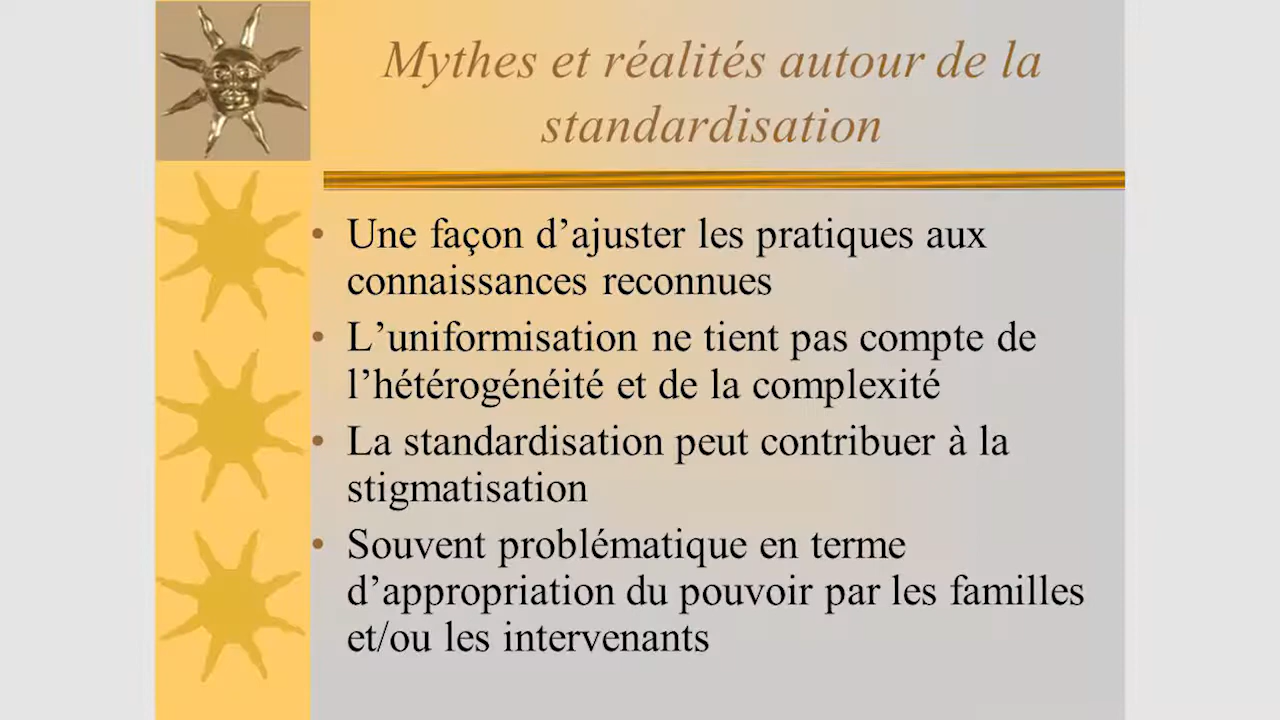 Mythes et réalités autour de la
standardisation
• Une façon d’ajuster les pratiques aux
connaissances reconnues
• L’uniformisation ne tient pas compte de
l’hétérogénéité et de la complexité
• La standardisation peut contribuer à la
stigmatisation
• Souvent problématique en terme
d’appropriation du pouvoir par les familles
et/ou les intervenants